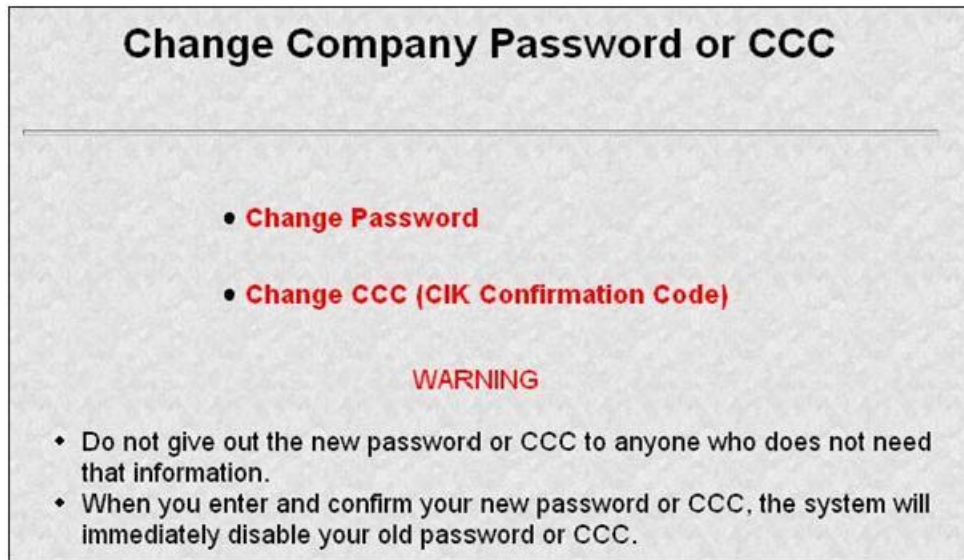 Change Company Password or CCC
• Change Password
• Change CCC (CIK Confirmation Code)
WARNING
• Do not give out the new password or CCC to anyone who does not need
that information.
• When you enter and confirm your new password or CCC, the system will
immediately disable your old password or CCC.